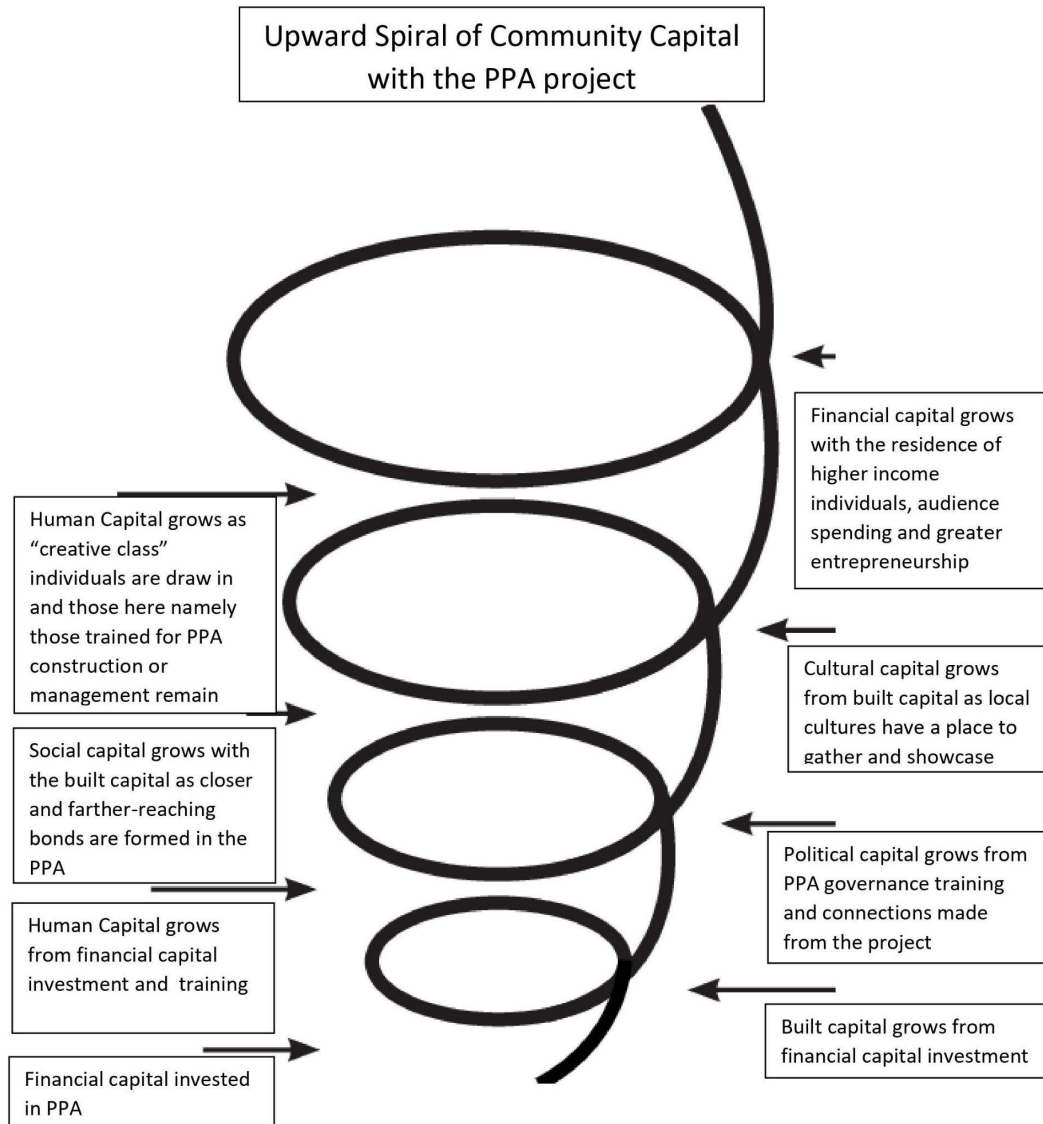 Upward Spiral of Community Capital
with the PPA project
Financial capital grows
with the residence of
higher income
individuals, audience
spending and greater
entrepreneurship
Human Capital grows as
“creative class”
individuals are draw in
and those here namely
those trained for PPA
construction or
management remain
Cultural capital grows
from built capital as local
cultures have a place to
gather and showcase
Social capital grows with
the built capital as closer
and farther-reaching
bonds are formed in the
PPA
Political capital grows from
PPA governance training
and connections made
from the project
Human Capital grows
from financial capital
investment and training
Built capital grows from
financial capital investment
Financial capital invested
in PPA